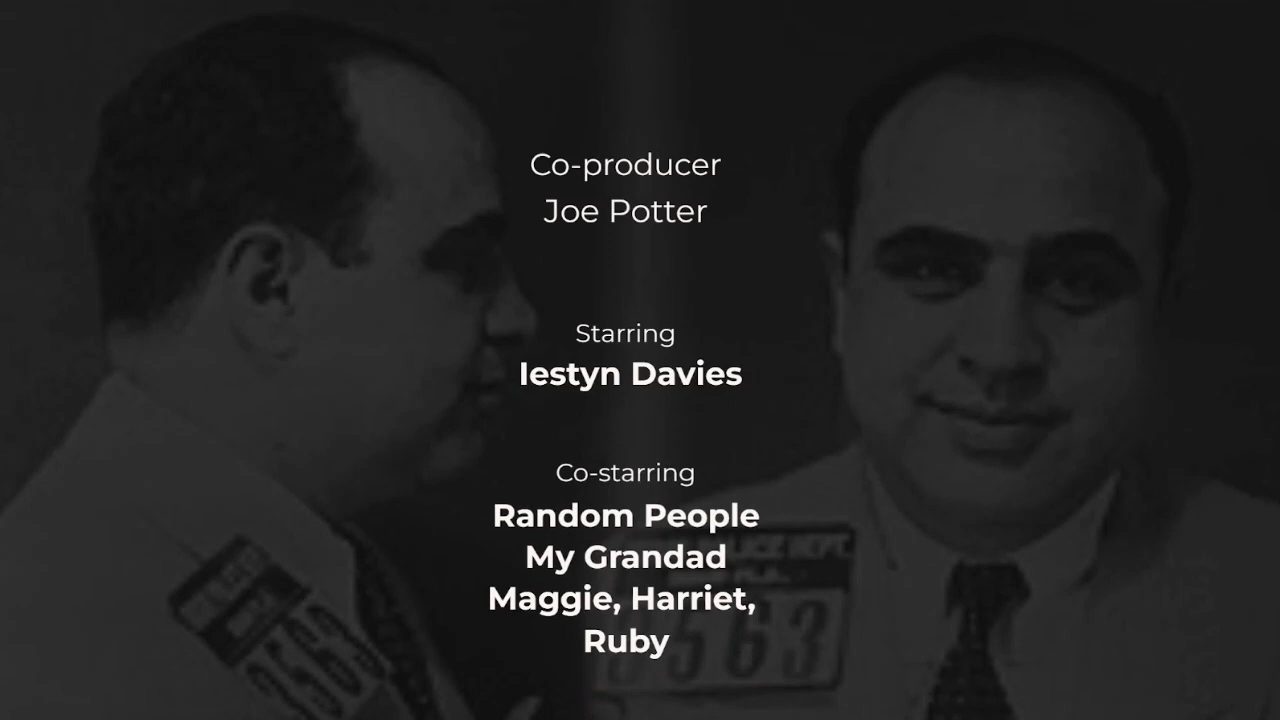 Co-producer
Joe Potter
Starring
Iestyn Davies
Co-starring
Random People
My Grandad
Maggie, Harriet,
Ruby